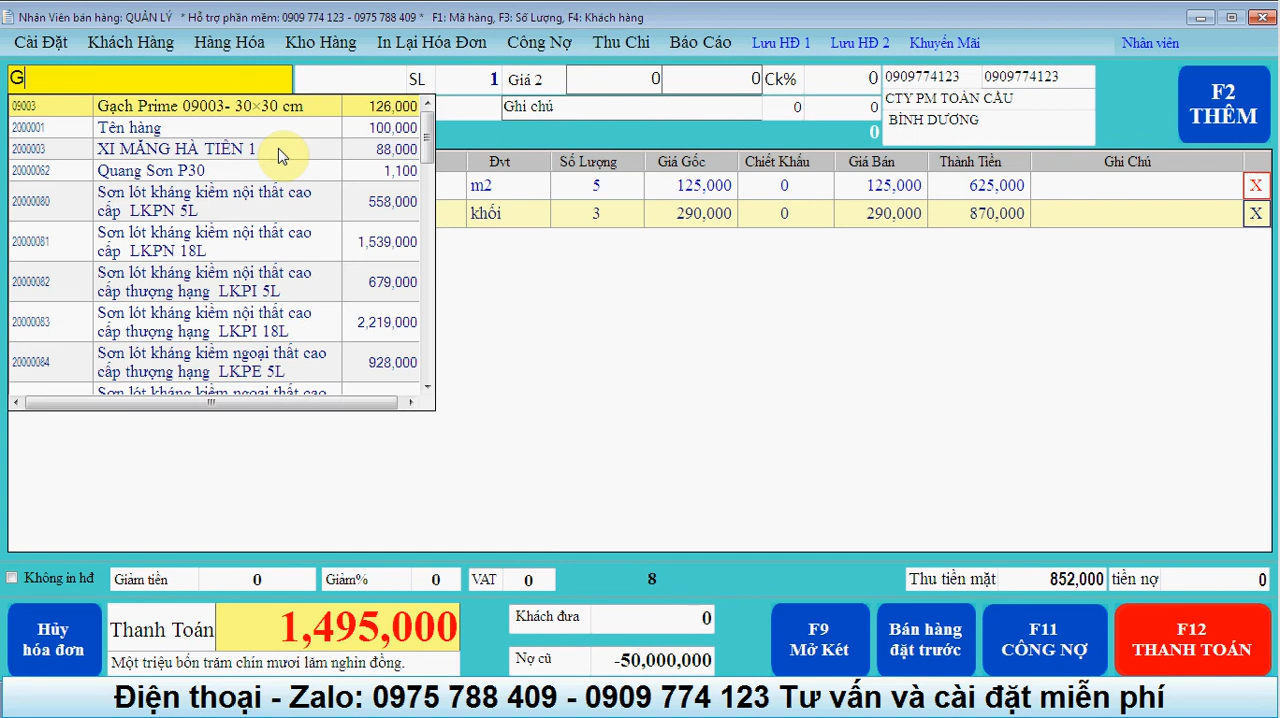 Nhân Viên bán hàng: QUẢN LÝ * Hỗ trợ phần mềm: 0909 774 123 - 0975 788 409 * F1: Mã hàng, F3: Số Lượng, F4: Khách hàng
Cài Đặt Khách Hàng Hàng Hóa Kho Hàng In Lại Hóa Đơn Công Nợ Thu Chi Báo Cáo Lưu HĐ 1 Lưu HĐ 2 Khuyến Mãi Nhân viên
G SL 1 Giá 2 0 0 Ck% 0 0909774123 0909774123
CTY PM TOÀN CẦU
Ghi chú 0 0
BÌNH DƯƠNG
0
F2
THÊM
09003 Gạch Prime 09003- 30×30 cm 126,000
2000001 Tên hàng 100,000
2000003 XI MĂNG HÀ TIÊN 1 88,000
20000062 Quang Sơn P30 1,100
20000080 Sơn lót kháng kiềm nội thất cao
cấp LKPN 5L 558,000
20000081 Sơn lót kháng kiềm nội thất cao
cấp LKPN 18L 1,539,000
20000082 Sơn lót kháng kiềm nội thất cao
cấp thượng hạng LKPI 5L 679,000
20000083 Sơn lót kháng kiềm nội thất cao
cấp thượng hạng LKPI 18L 2,219,000
20000084 Sơn lót kháng kiềm ngoại thất cao
cấp thượng hạng LKPE 5L 928,000
Sơn lót kháng kiềm ngoại thất cao
Đvt Số Lượng Giá Gốc Chiết Khấu Giá Bán Thành Tiền Ghi Chú
m2 5 125,000 0 125,000 625,000 X
khối 3 290,000 0 290,000 870,000 X
Không in hđ Giảm tiền 0 Giảm% 0 VAT 0 8 Thu tiền mặt 852,000 tiền nợ 0
Hủy
hóa đơn
Thanh Toán 1,495,000
Một triệu bốn trăm chín mươi lăm nghìn đồng.
Khách đưa 0
Nợ cũ -50,000,000
F9
Mở Két
Bán hàng
đặt trước
F11
CÔNG NỢ
F12
THANH TOÁN
Điện thoại - Zalo: 0975 788 409 - 0909 774 123 Tư vấn và cài đặt miễn phí